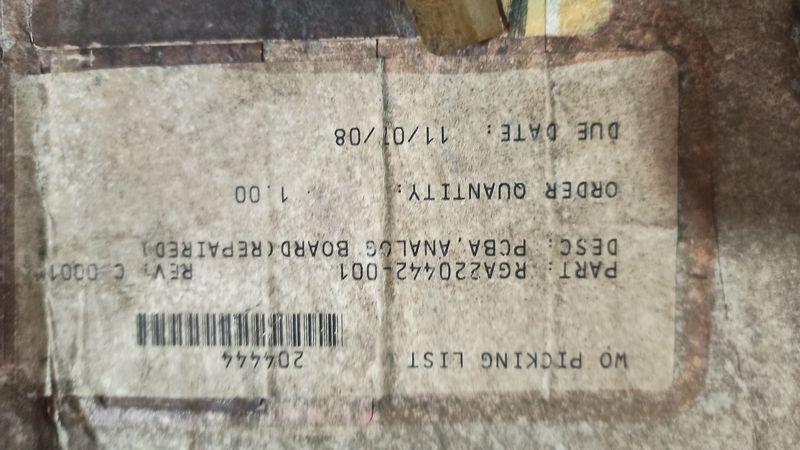 WO PICKING LIST 204444
PART: RGA220442-001 REV: C 0001
DESC: PCBA,ANALOG BOARD(REPAIRED)
ORDER QUANTITY: 1.00
DUE DATE: 11/07/08